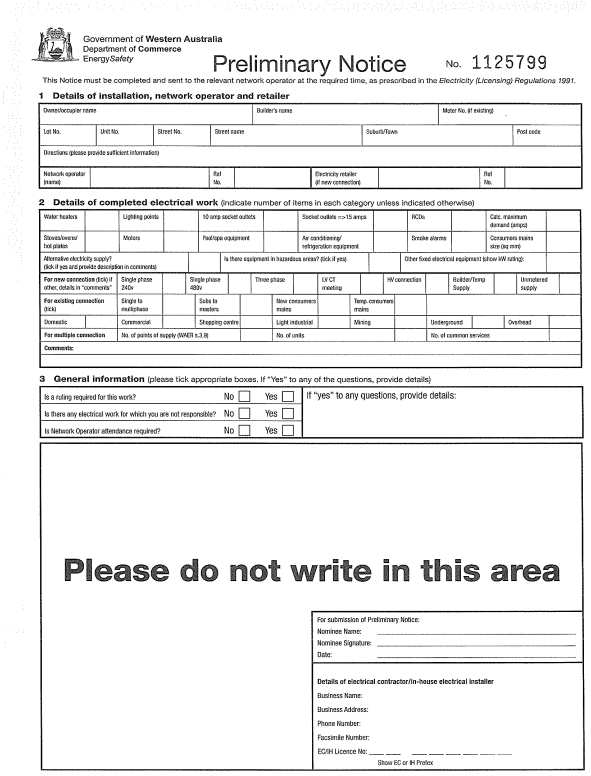 Government of Western Australia
Department of Commerce
EnergySafety
Preliminary Notice
No. 1125799
This Notice must be completed and sent to the relevant network operator at the required time, as prescribed in the Electricity (Licensing) Regulations 1991.
1 Details of installation, network operator and retailer
Owner/occupier name Builder's name Meter No. (if existing)
Lot No. Unit No. Street No. Street name Suburb/Town Post code
Directions (please provide sufficient information)
Network operator Ref Electricity retailer Ref
(name) No. (if new connection) No.
2 Details of completed electrical work (indicate number of items in each category unless indicated otherwise)
Water heaters Lighting points 10 amp socket outlets Socket outlets =>15 amps RCDs Calc. maximum
demand (amps)
Stoves/ovens/ Motors Pool/spa equipment Air conditioning/ Smoke alarms Consumers mains
hot plates refrigeration equipment size (sq mm)
Alternative electricity supply? Is there equipment in hazardous areas? (tick if yes) Other fixed electrical equipment (show kW rating):
(tick if yes and provide description in comments)
For new connection (tick) if Single phase Single phase Three phase LV CT HV connection Builder/Temp Unmetered
other, details in "comments" 240v 480v meeting Supply supply
For existing connection Single to Subs to New consumers Temp. consumers
(tick) multiphase masters mains mains
Domestic Commercial Shopping centre Light industrial Mining Underground Overhead
For multiple connection No. of points of supply (WAER s.3.9) No. of units No. of common services
Comments:
3 General information (please tick appropriate boxes. If "Yes" to any of the questions, provide details)
Is a ruling required for this work? No Yes If "yes" to any questions, provide details:
Is there any electrical work for which you are not responsible? No Yes
Is Network Operator attendance required? No Yes
Please do not write in this area
For submission of Preliminary Notice:
Nominee Name:
Nominee Signature:
Date:
Details of electrical contractor/in-house electrical installer
Business Name:
Business Address:
Phone Number:
Facsimile Number:
EC/IH Licence No:
Show EC or IH Prefex